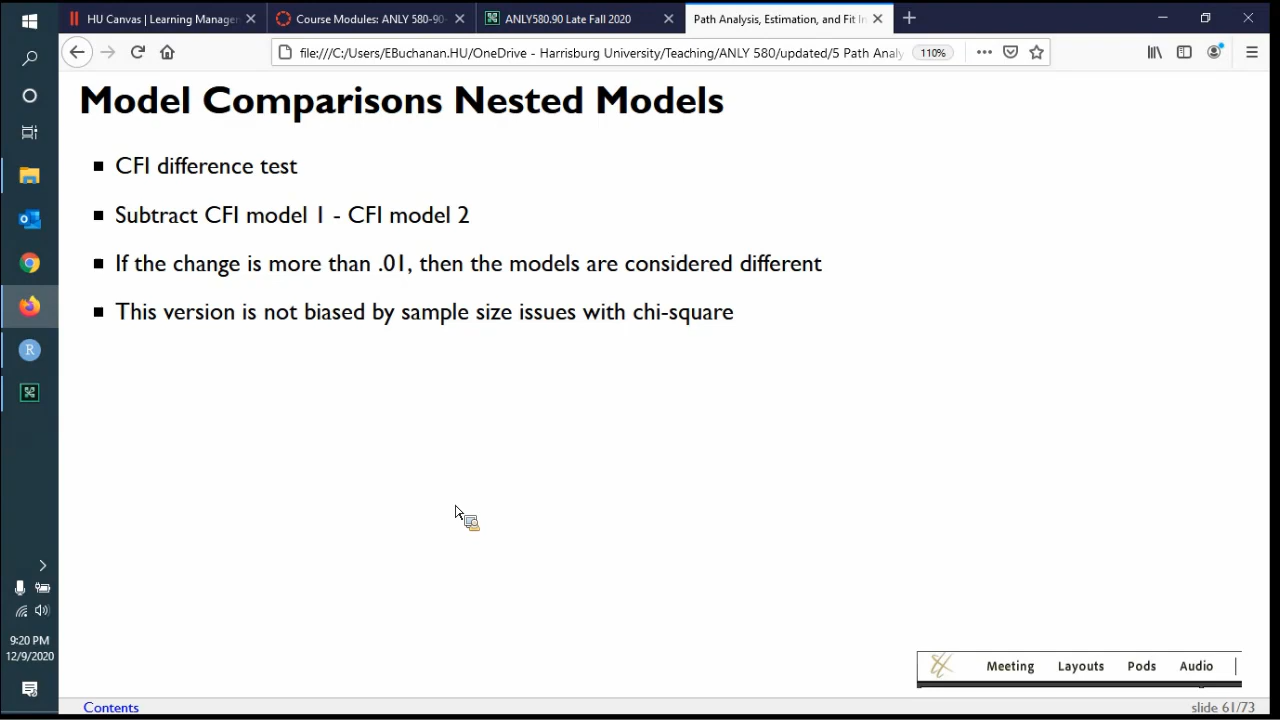 HU Canvas | Learning Manage
Course Modules: ANLY 580-90-
ANLY580.90 Late Fall 2020
Path Analysis, Estimation, and Fit In
file:///C:/Users/EBuchanan.HU/OneDrive - Harrisburg University/Teaching/ANLY 580/updated/5 Path Analy
110%
Model Comparisons Nested Models
CFI difference test
Subtract CFI model 1 - CFI model 2
If the change is more than .01, then the models are considered different
This version is not biased by sample size issues with chi-square
9:20 PM
12/9/2020
Meeting Layouts Pods Audio
Contents
slide 61/73